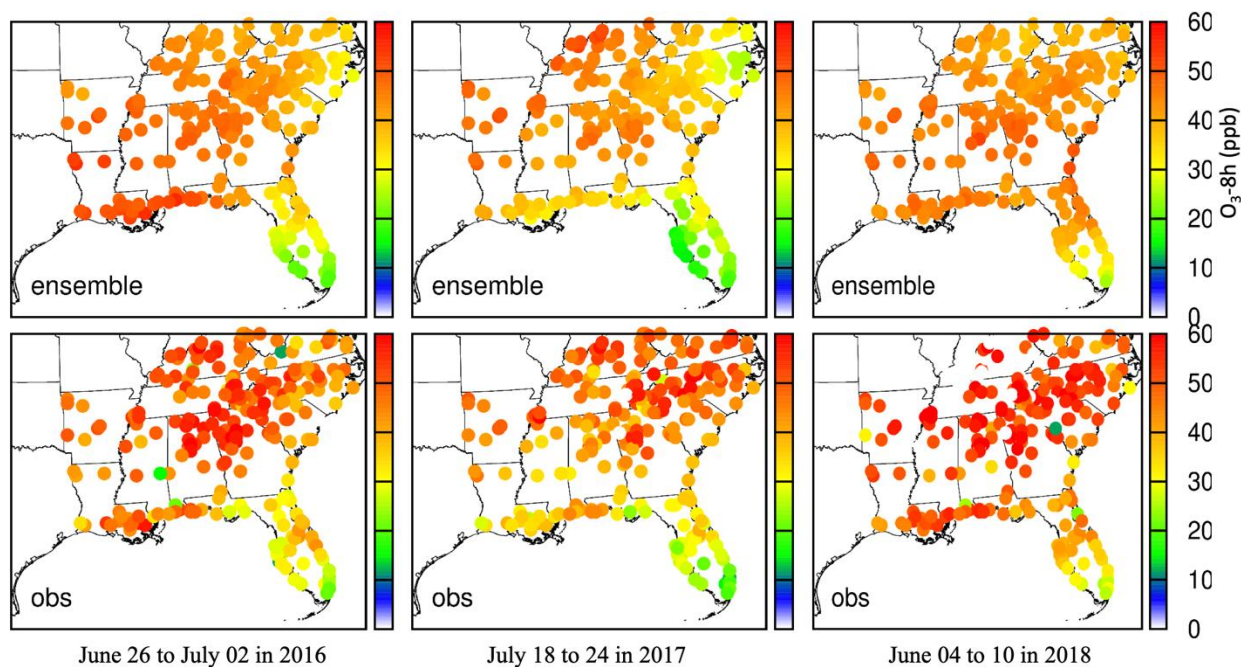 60
50
40
30
20
10
0
O₃-8h (ppb)
ensemble
ensemble
ensemble
60
50
40
30
20
10
0
obs
obs
obs
June 26 to July 02 in 2016
July 18 to 24 in 2017
June 04 to 10 in 2018